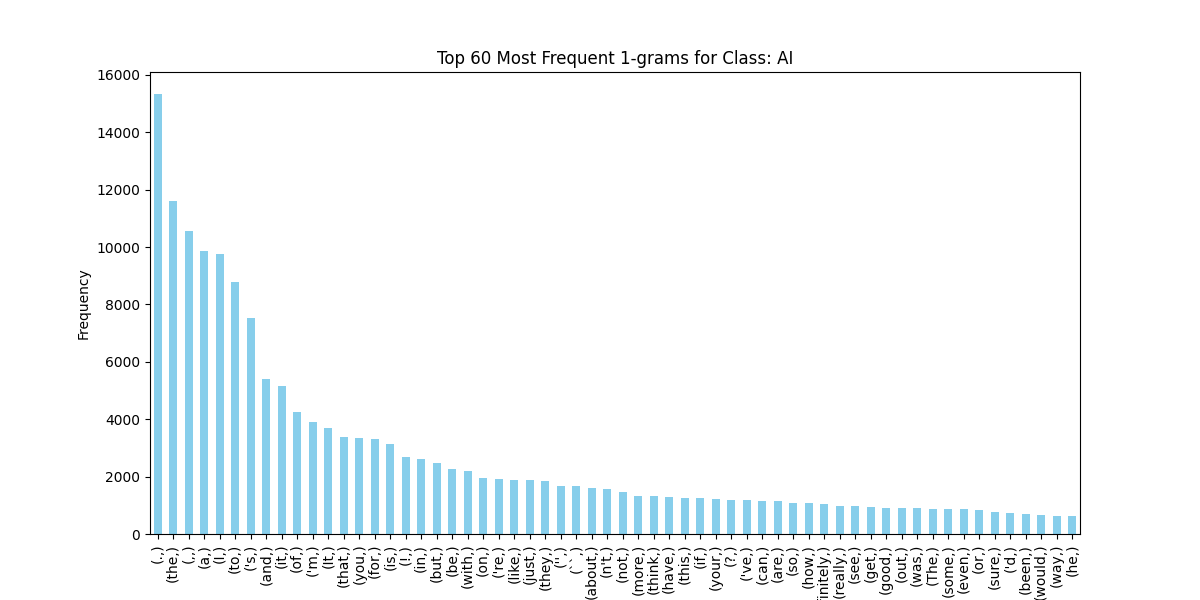 Top 60 Most Frequent 1-grams for Class: AI
Frequency
16000
14000
12000
10000
8000
6000
4000
2000
0
(.,)
(the,)
(,,)
(a,)
(I,)
(to,)
('s,)
(and,)
(it,)
(of,)
('m,)
(It,)
(that,)
(you,)
(for,)
(is,)
(!,)
(in,)
(but,)
(be,)
(with,)
(on,)
('re,)
(like,)
(just,)
(they,)
('',)
(``,)
(about,)
(n't,)
(not,)
(more,)
(think,)
(have,)
(this,)
(if,)
(your,)
(?,)
('ve,)
(can,)
(are,)
(so,)
(how,)
initely,)
(really,)
(see,)
(get,)
(good,)
(out,)
(was,)
(The,)
(some,)
(even,)
(or,)
(sure,)
('d,)
(been,)
(would,)
(way,)
(he,)